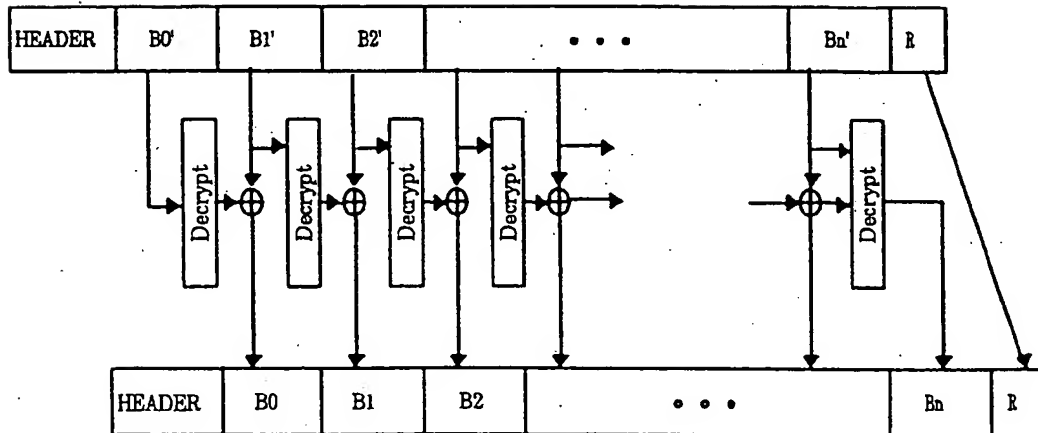 HEADER B0' B1' B2' • • • Bn' R
Decrypt Decrypt Decrypt Decrypt Decrypt
HEADER B0 B1 B2 • • • Bn R